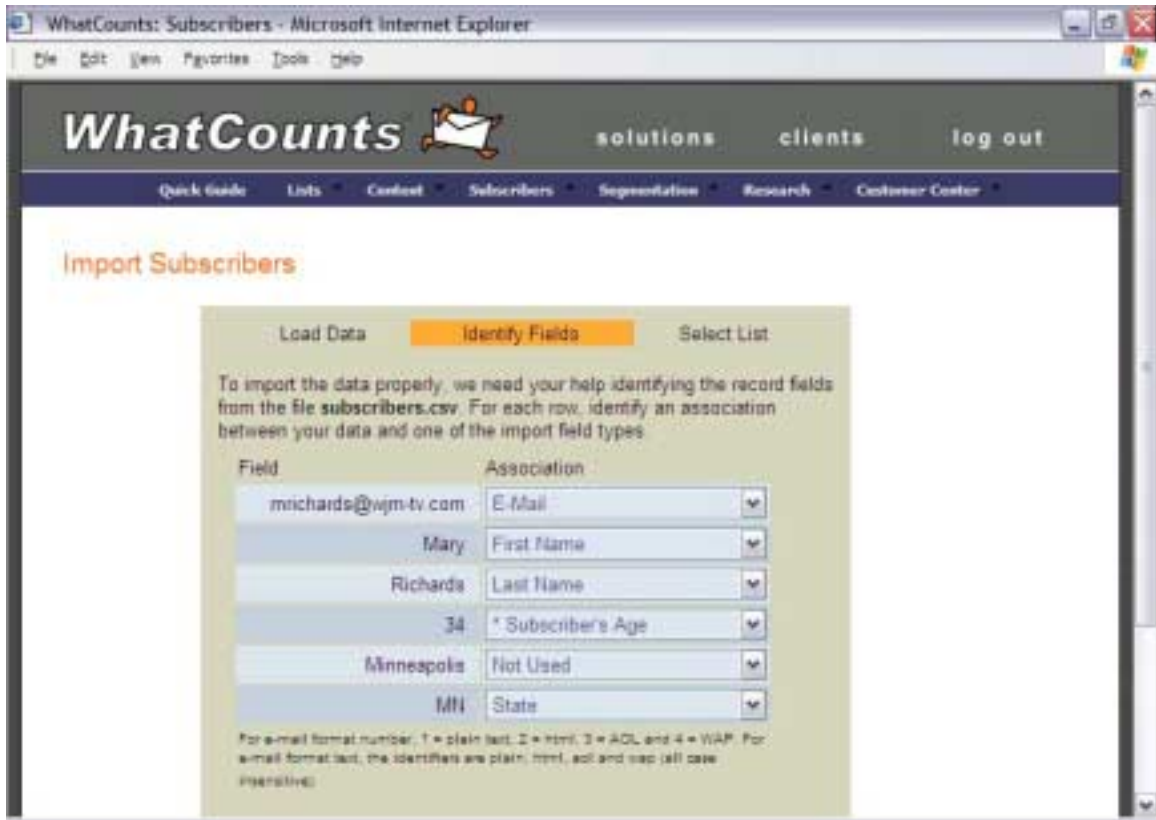 WhatCounts: Subscribers - Microsoft Internet Explorer
File Edit View Favorites Tools Help
WhatCounts solutions clients log out
Quick Guide Lists Content Subscribers Segmentation Research Customer Center
Import Subscribers
Load Data Identify Fields Select List
To import the data properly, we need your help identifying the record fields
from the file subscribers.csv. For each row, identify an association
between your data and one of the import field types.
Field Association
mrichards@wjm-tv.com E-Mail
Mary First Name
Richards Last Name
34 * Subscriber's Age
Minneapolis Not Used
MN State
For e-mail format number, 1 = plain text, 2 = html, 3 = AOL and 4 = WAP. For
e-mail format text, the identifiers are plain, html, aol and wap (all case
insensitive)